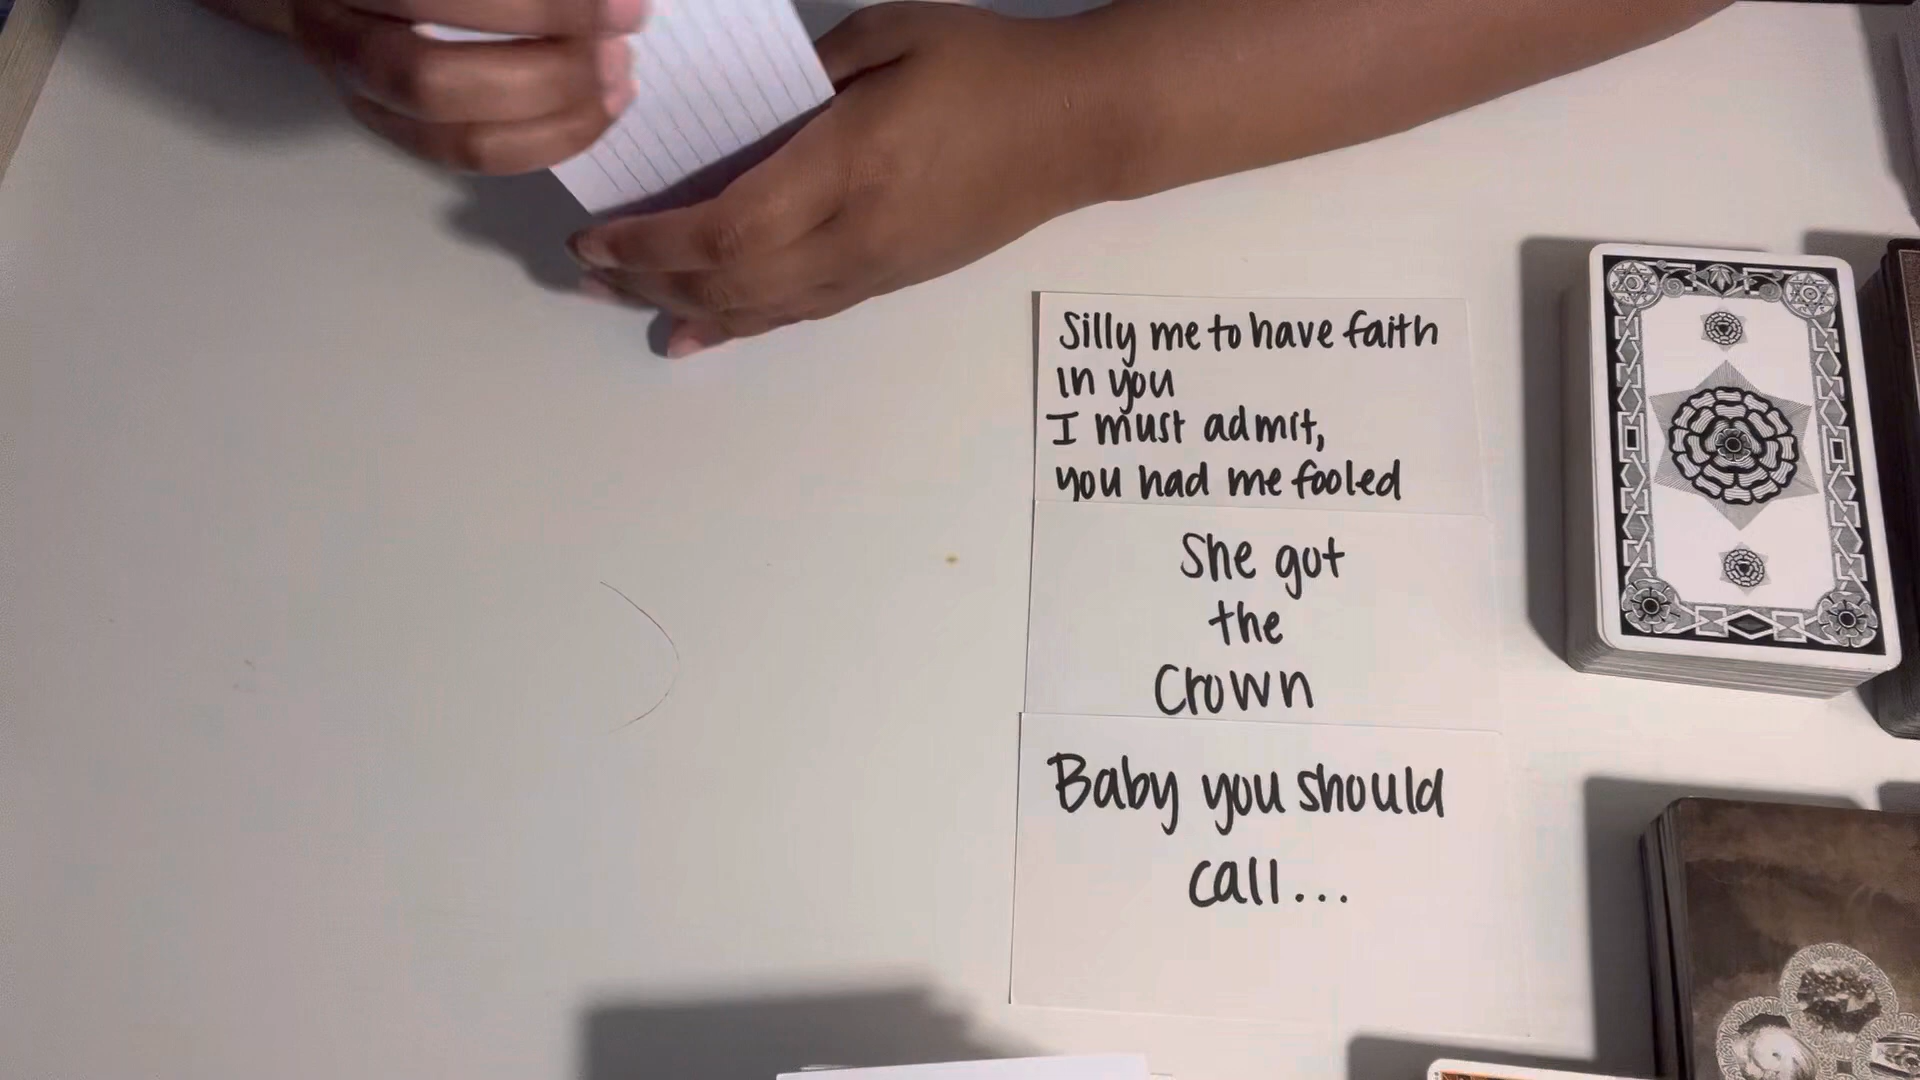 Silly me to have faith
in you
I must admit,
you had me fooled
She got
the
Crown
Baby you should
call...